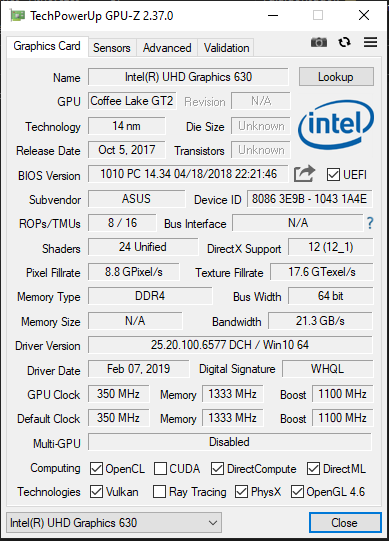 TechPowerUp GPU-Z 2.37.0
Graphics Card Sensors Advanced Validation
Name Intel(R) UHD Graphics 630 Lookup
GPU Coffee Lake GT2 Revision N/A
Technology 14 nm Die Size Unknown
Release Date Oct 5, 2017 Transistors Unknown
intel
BIOS Version 1010 PC 14.34 04/18/2018 22:21:46 UEFI
Subvendor ASUS Device ID 8086 3E9B - 1043 1A4E
ROPs/TMUs 8 / 16 Bus Interface N/A ?
Shaders 24 Unified DirectX Support 12 (12_1)
Pixel Fillrate 8.8 GPixel/s Texture Fillrate 17.6 GTexel/s
Memory Type DDR4 Bus Width 64 bit
Memory Size N/A Bandwidth 21.3 GB/s
Driver Version 25.20.100.6577 DCH / Win10 64
Driver Date Feb 07, 2019 Digital Signature WHQL
GPU Clock 350 MHz Memory 1333 MHz Boost 1100 MHz
Default Clock 350 MHz Memory 1333 MHz Boost 1100 MHz
Multi-GPU Disabled
Computing OpenCL CUDA DirectCompute DirectML
Technologies Vulkan Ray Tracing PhysX OpenGL 4.6
Intel(R) UHD Graphics 630 Close